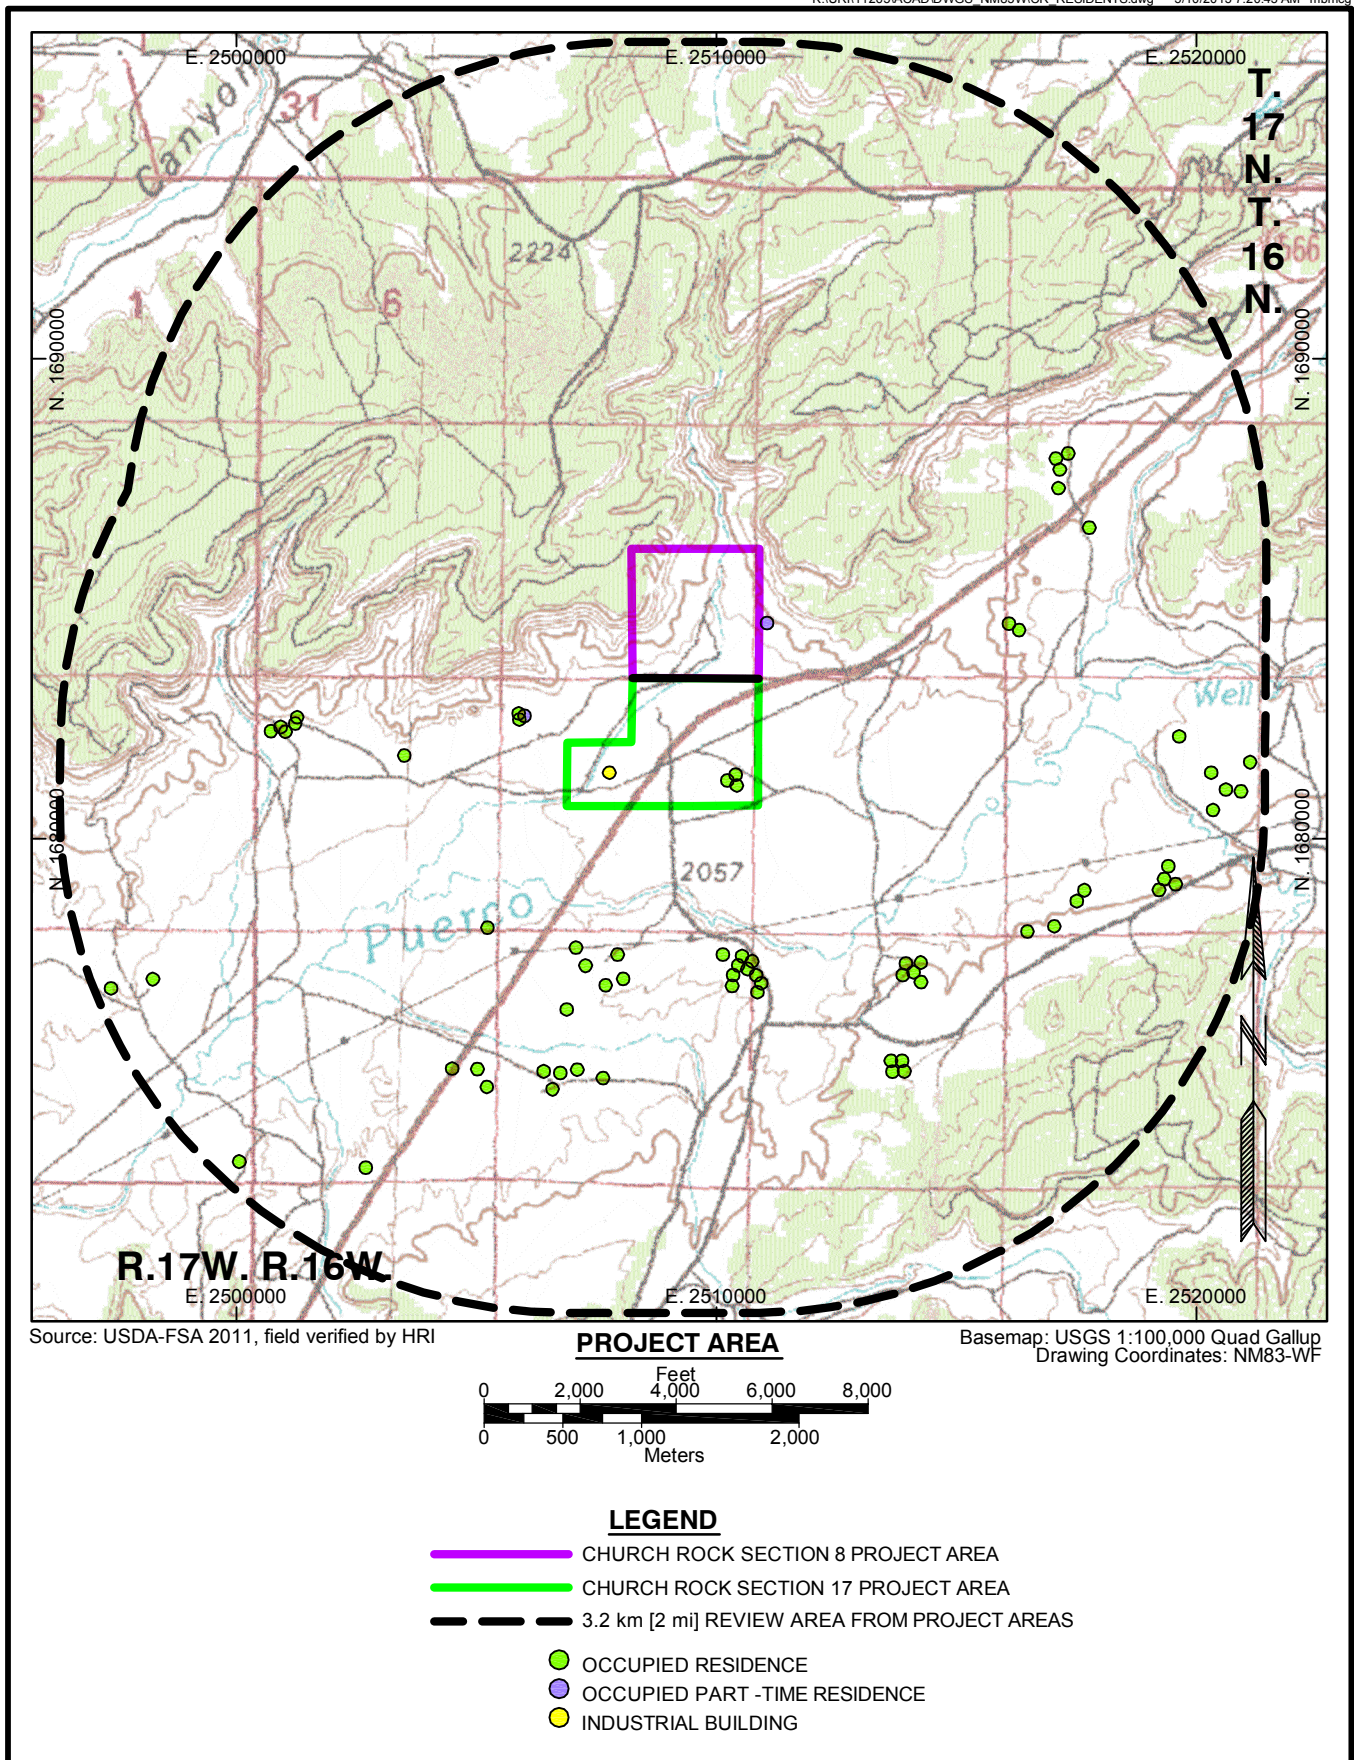 E. 2500000
E. 2510000
E. 2520000
T.
17
N.
T.
16
N.
Canyon
31
1
6
2224
N. 1690000
N. 1690000
Well
N. 1680000
N. 1680000
2057
Puerco
R.17W. R.16W.
E. 2500000
E. 2510000
E. 2520000
Source: USDA-FSA 2011, field verified by HRI
PROJECT AREA
Basemap: USGS 1:100,000 Quad Gallup
Drawing Coordinates: NM83-WF
Feet
0 2,000 4,000 6,000 8,000
0 500 1,000 2,000
Meters
LEGEND
CHURCH ROCK SECTION 8 PROJECT AREA
CHURCH ROCK SECTION 17 PROJECT AREA
3.2 km [2 mi] REVIEW AREA FROM PROJECT AREAS
OCCUPIED RESIDENCE
OCCUPIED PART -TIME RESIDENCE
INDUSTRIAL BUILDING